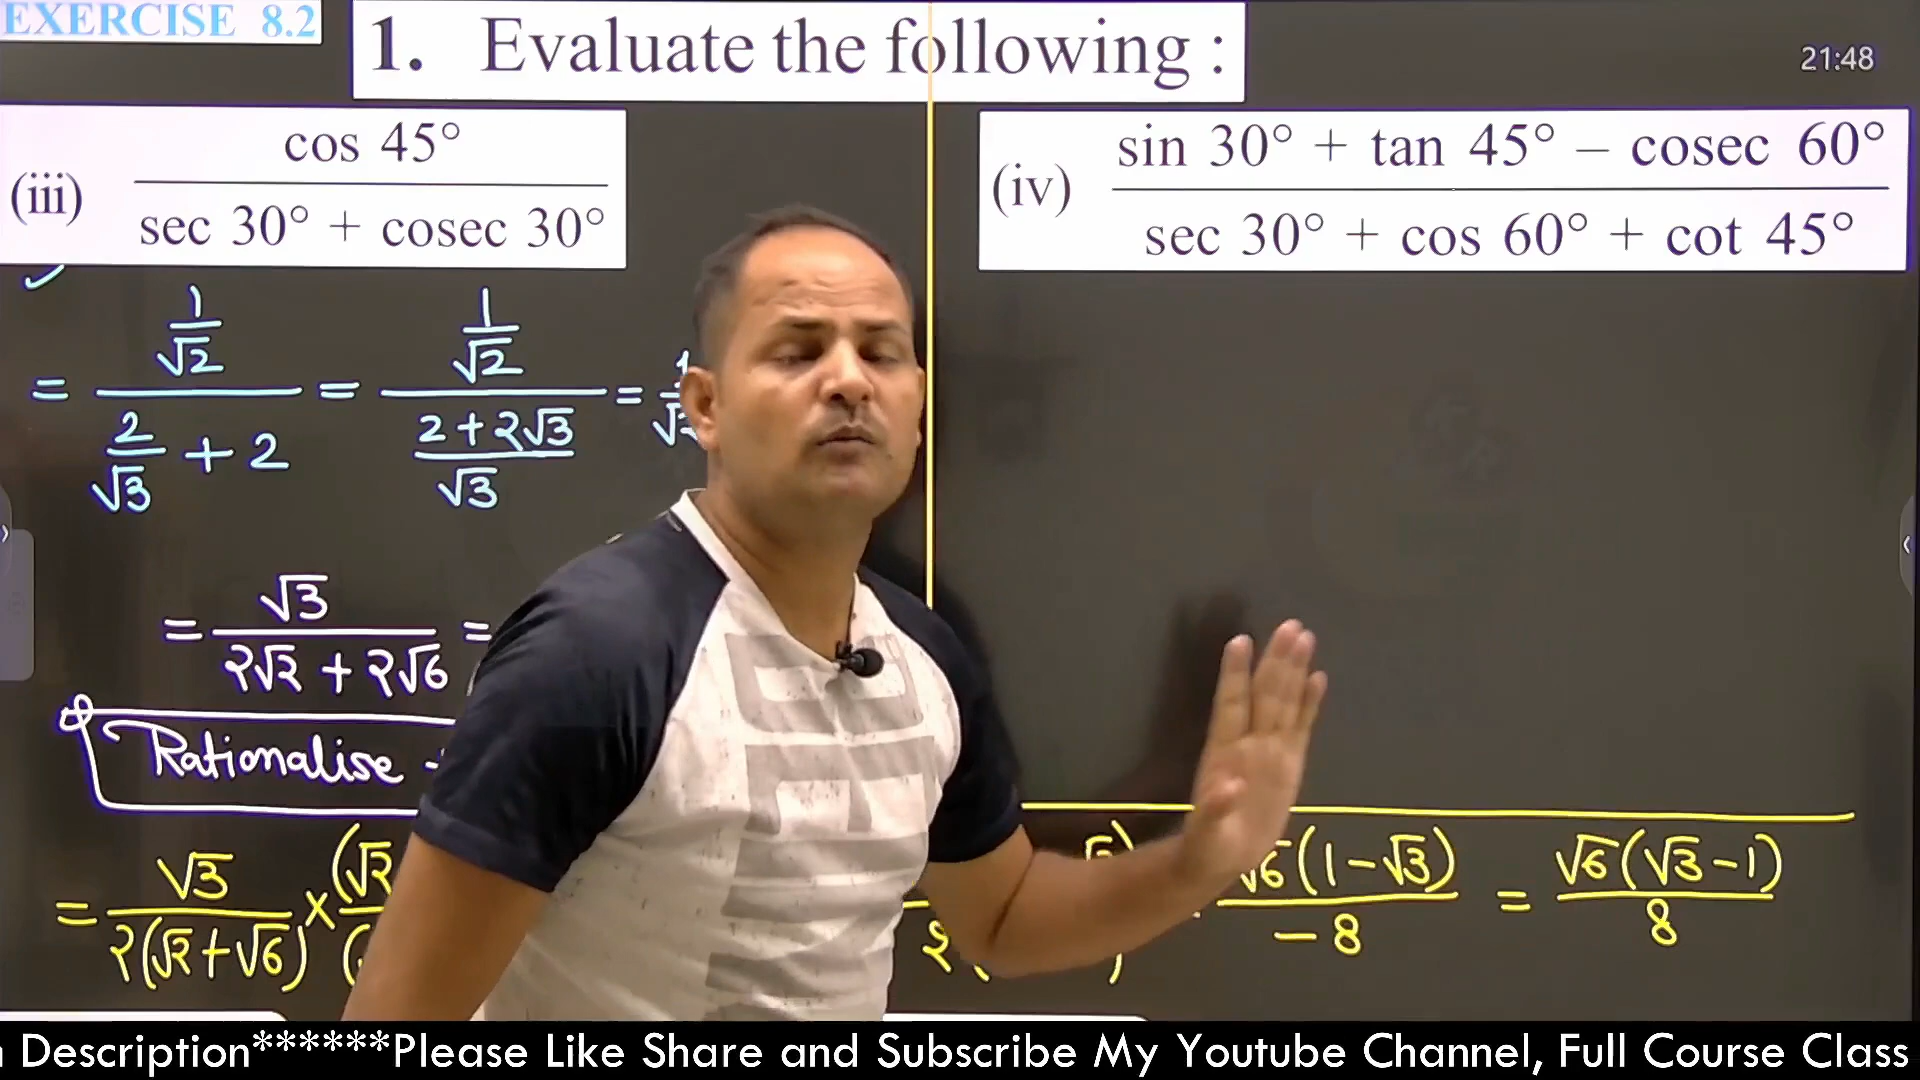 EXERCISE 8.2
1. Evaluate the following :
21:48
(iii) cos 45° / sec 30° + cosec 30°
(iv) sin 30° + tan 45° – cosec 60° / sec 30° + cos 60° + cot 45°
= 1/√2 / 2/√3 + 2 = 1/√2 / 2+2√3/√3 =
= √3 / 2√2 + 2√6 =
Rationalise
= √3 / 2(√2+√6) × (√2
√6(1-√3) / -8 = √6(√3-1) / 8
Description******Please Like Share and Subscribe My Youtube Channel, Full Course Class